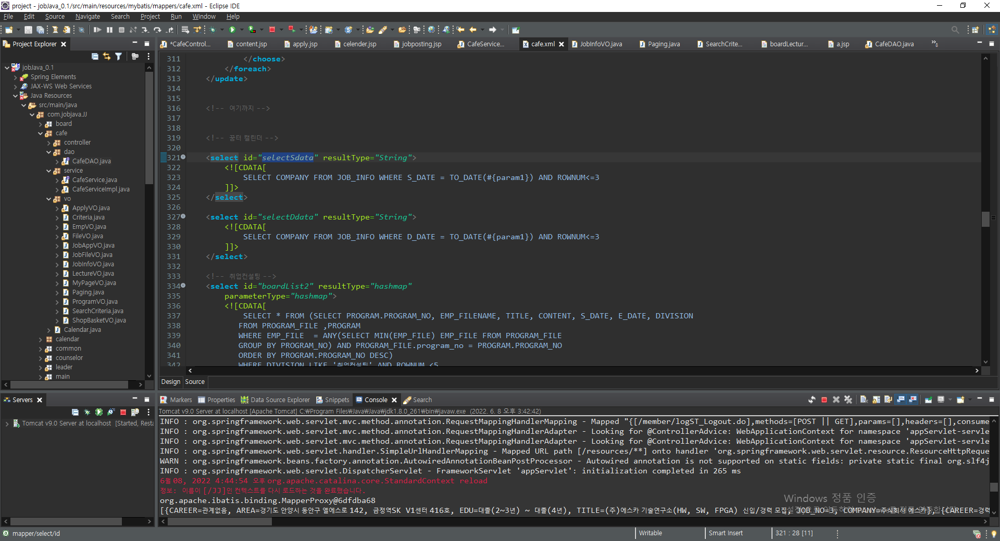 project - jobJava_0.1/src/main/resources/mybatis/mappers/cafe.xml - Eclipse IDE
File Edit Source Navigate Search Project Run Window Help
Project Explorer
*CafeControl... content.jsp apply.jsp celender.jsp jobposting.jsp CafeService... cafe.xml JobInfoVO.java Paging.java SearchCrite... boardLectur... a.jsp CafeDAO.java »8
jobJava_0.1
Spring Elements
JAX-WS Web Services
Java Resources
src/main/java
com.jobjava.JJ
board
cafe
controller
dao
CafeDAO.java
service
CafeService.java
CafeServiceImpl.java
vo
ApplyVO.java
Criteria.java
EmpVO.java
FileVO.java
JobAppVO.java
JobFileVO.java
JobInfoVO.java
LectureVO.java
MyPageVO.java
Paging.java
ProgramVO.java
SearchCriteria.java
ShopBasketVO.java
Calendar.java
calendar
common
counselor
leader
main
311 </choose>
312 </foreach>
313 </update>
314
315
316 <!-- 여기까지 -->
317
318
319 <!-- 꿈터 캘린더 -->
320
321 <select id="selectSdata" resultType="String">
322 <![CDATA[
323 SELECT COMPANY FROM JOB_INFO WHERE S_DATE = TO_DATE(#{param1}) AND ROWNUM<=3
324 ]]>
325 </select>
326
327 <select id="selectDdata" resultType="String">
328 <![CDATA[
329 SELECT COMPANY FROM JOB_INFO WHERE D_DATE = TO_DATE(#{param1}) AND ROWNUM<=3
330 ]]>
331 </select>
332
333 <!-- 취업컨설팅 -->
334 <select id="boardList2" resultType="hashmap"
335 parameterType="hashmap">
336 <![CDATA[
337 SELECT * FROM (SELECT PROGRAM.PROGRAM_NO, EMP_FILENAME, TITLE, CONTENT, S_DATE, E_DATE, DIVISION
338 FROM PROGRAM_FILE ,PROGRAM
339 WHERE EMP_FILE = ANY(SELECT MIN(EMP_FILE) EMP_FILE FROM PROGRAM_FILE
340 GROUP BY PROGRAM_NO) AND PROGRAM_FILE.program_no = PROGRAM.PROGRAM_NO
341 ORDER BY PROGRAM.PROGRAM_NO DESC)
342 WHERE DIVISION LIKE '취업컨설팅' AND ROWNUM <5
Design Source
Servers
Tomcat v9.0 Server at localhost [Started, Resta
Markers Properties Data Source Explorer Snippets Console Search
Tomcat v9.0 Server at localhost [Apache Tomcat] C:₩Program Files₩Java₩Java₩jdk1.8.0_261₩bin₩javaw.exe (2022. 6. 8 오후 3:42:42)
INFO : org.springframework.web.servlet.mvc.method.annotation.RequestMappingHandlerMapping - Mapped "{[/member/logST_Logout.do],methods=[POST || GET],params=[],headers=[],consume
INFO : org.springframework.web.servlet.mvc.method.annotation.RequestMappingHandlerAdapter - Looking for @ControllerAdvice: WebApplicationContext for namespace 'appServlet-servle
INFO : org.springframework.web.servlet.mvc.method.annotation.RequestMappingHandlerAdapter - Looking for @ControllerAdvice: WebApplicationContext for namespace 'appServlet-servle
INFO : org.springframework.web.servlet.handler.SimpleUrlHandlerMapping - Mapped URL path [/resources/**] onto handler 'org.springframework.web.servlet.resource.ResourceHttpReque
WARN : org.springframework.beans.factory.annotation.AutowiredAnnotationBeanPostProcessor - Autowired annotation is not supported on static fields: private static final org.slf4j
INFO : org.springframework.web.servlet.DispatcherServlet - FrameworkServlet 'appServlet': initialization completed in 265 ms
6월 08, 2022 4:44:54 오후 org.apache.catalina.core.StandardContext reload
정보: 이름이 [/JJ]인 컨텍스트를 다시 로드하는 것을 완료했습니다.
org.apache.ibatis.binding.MapperProxy@6dfdba68
[{CAREER=관계없음, AREA=경기도 안양시 동안구 엘에스로 142, 금정역SK V1센터 416호, EDU=대졸(2~3년) ~ 대졸(4년), TITLE=(주)에스카 기술연구소(HW, SW, FPGA) 신입/경력 모집, JOB_NO=3, COMPANY=주식회사 에스카}, {CAREER=경력
Windows 정품 인증
mapper/select/id Writable Smart Insert 321 : 28 [11]